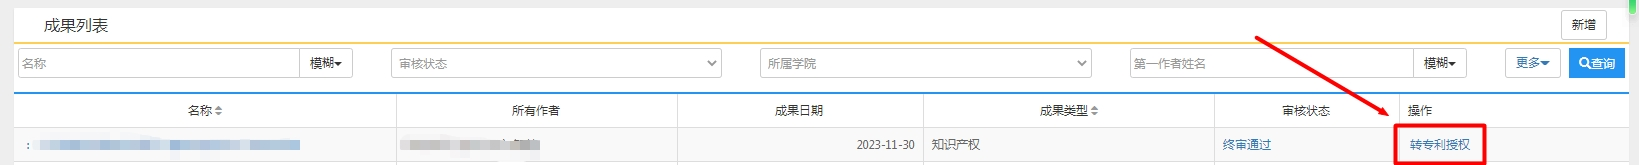 成果列表
新增
名称 模糊 审核状态 所属学院 第一作者姓名 模糊 更多 查询
名称 所有作者 成果日期 成果类型 审核状态 操作
2023-11-30 知识产权 终审通过 转专利授权